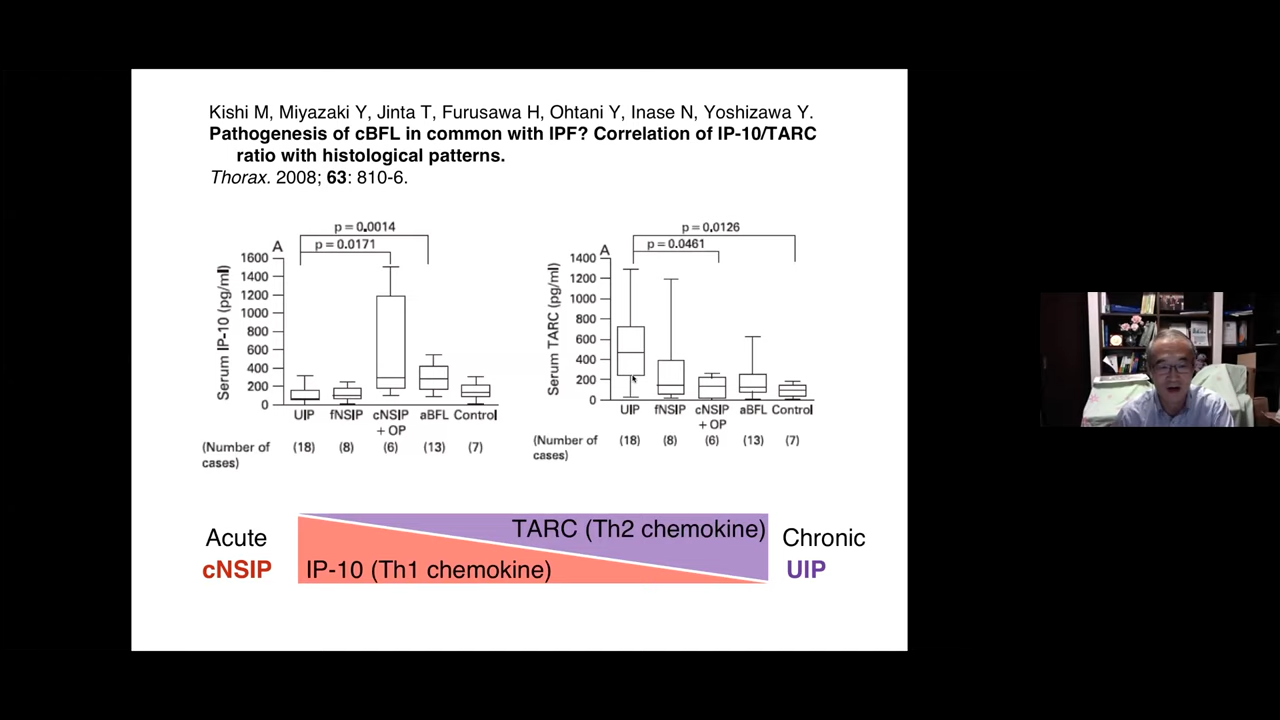 Kishi M, Miyazaki Y, Jinta T, Furusawa H, Ohtani Y, Inase N, Yoshizawa Y.
Pathogenesis of cBFL in common with IPF? Correlation of IP-10/TARC
ratio with histological patterns.
Thorax. 2008; 63: 810-6.
p = 0.0014
p = 0.0171
A
Serum IP-10 (pg/ml)
1600
1400
1200
1000
800
600
400
200
0
UIP fNSIP cNSIP + OP aBFL Control
(Number of cases) (18) (8) (6) (13) (7)
p = 0.0126
p = 0.0461
A
Serum TARC (pg/ml)
1400
1200
1000
800
600
400
200
0
UIP fNSIP cNSIP + OP aBFL Control
(Number of cases) (18) (8) (6) (13) (7)
Acute
cNSIP
TARC (Th2 chemokine)
IP-10 (Th1 chemokine)
Chronic
UIP